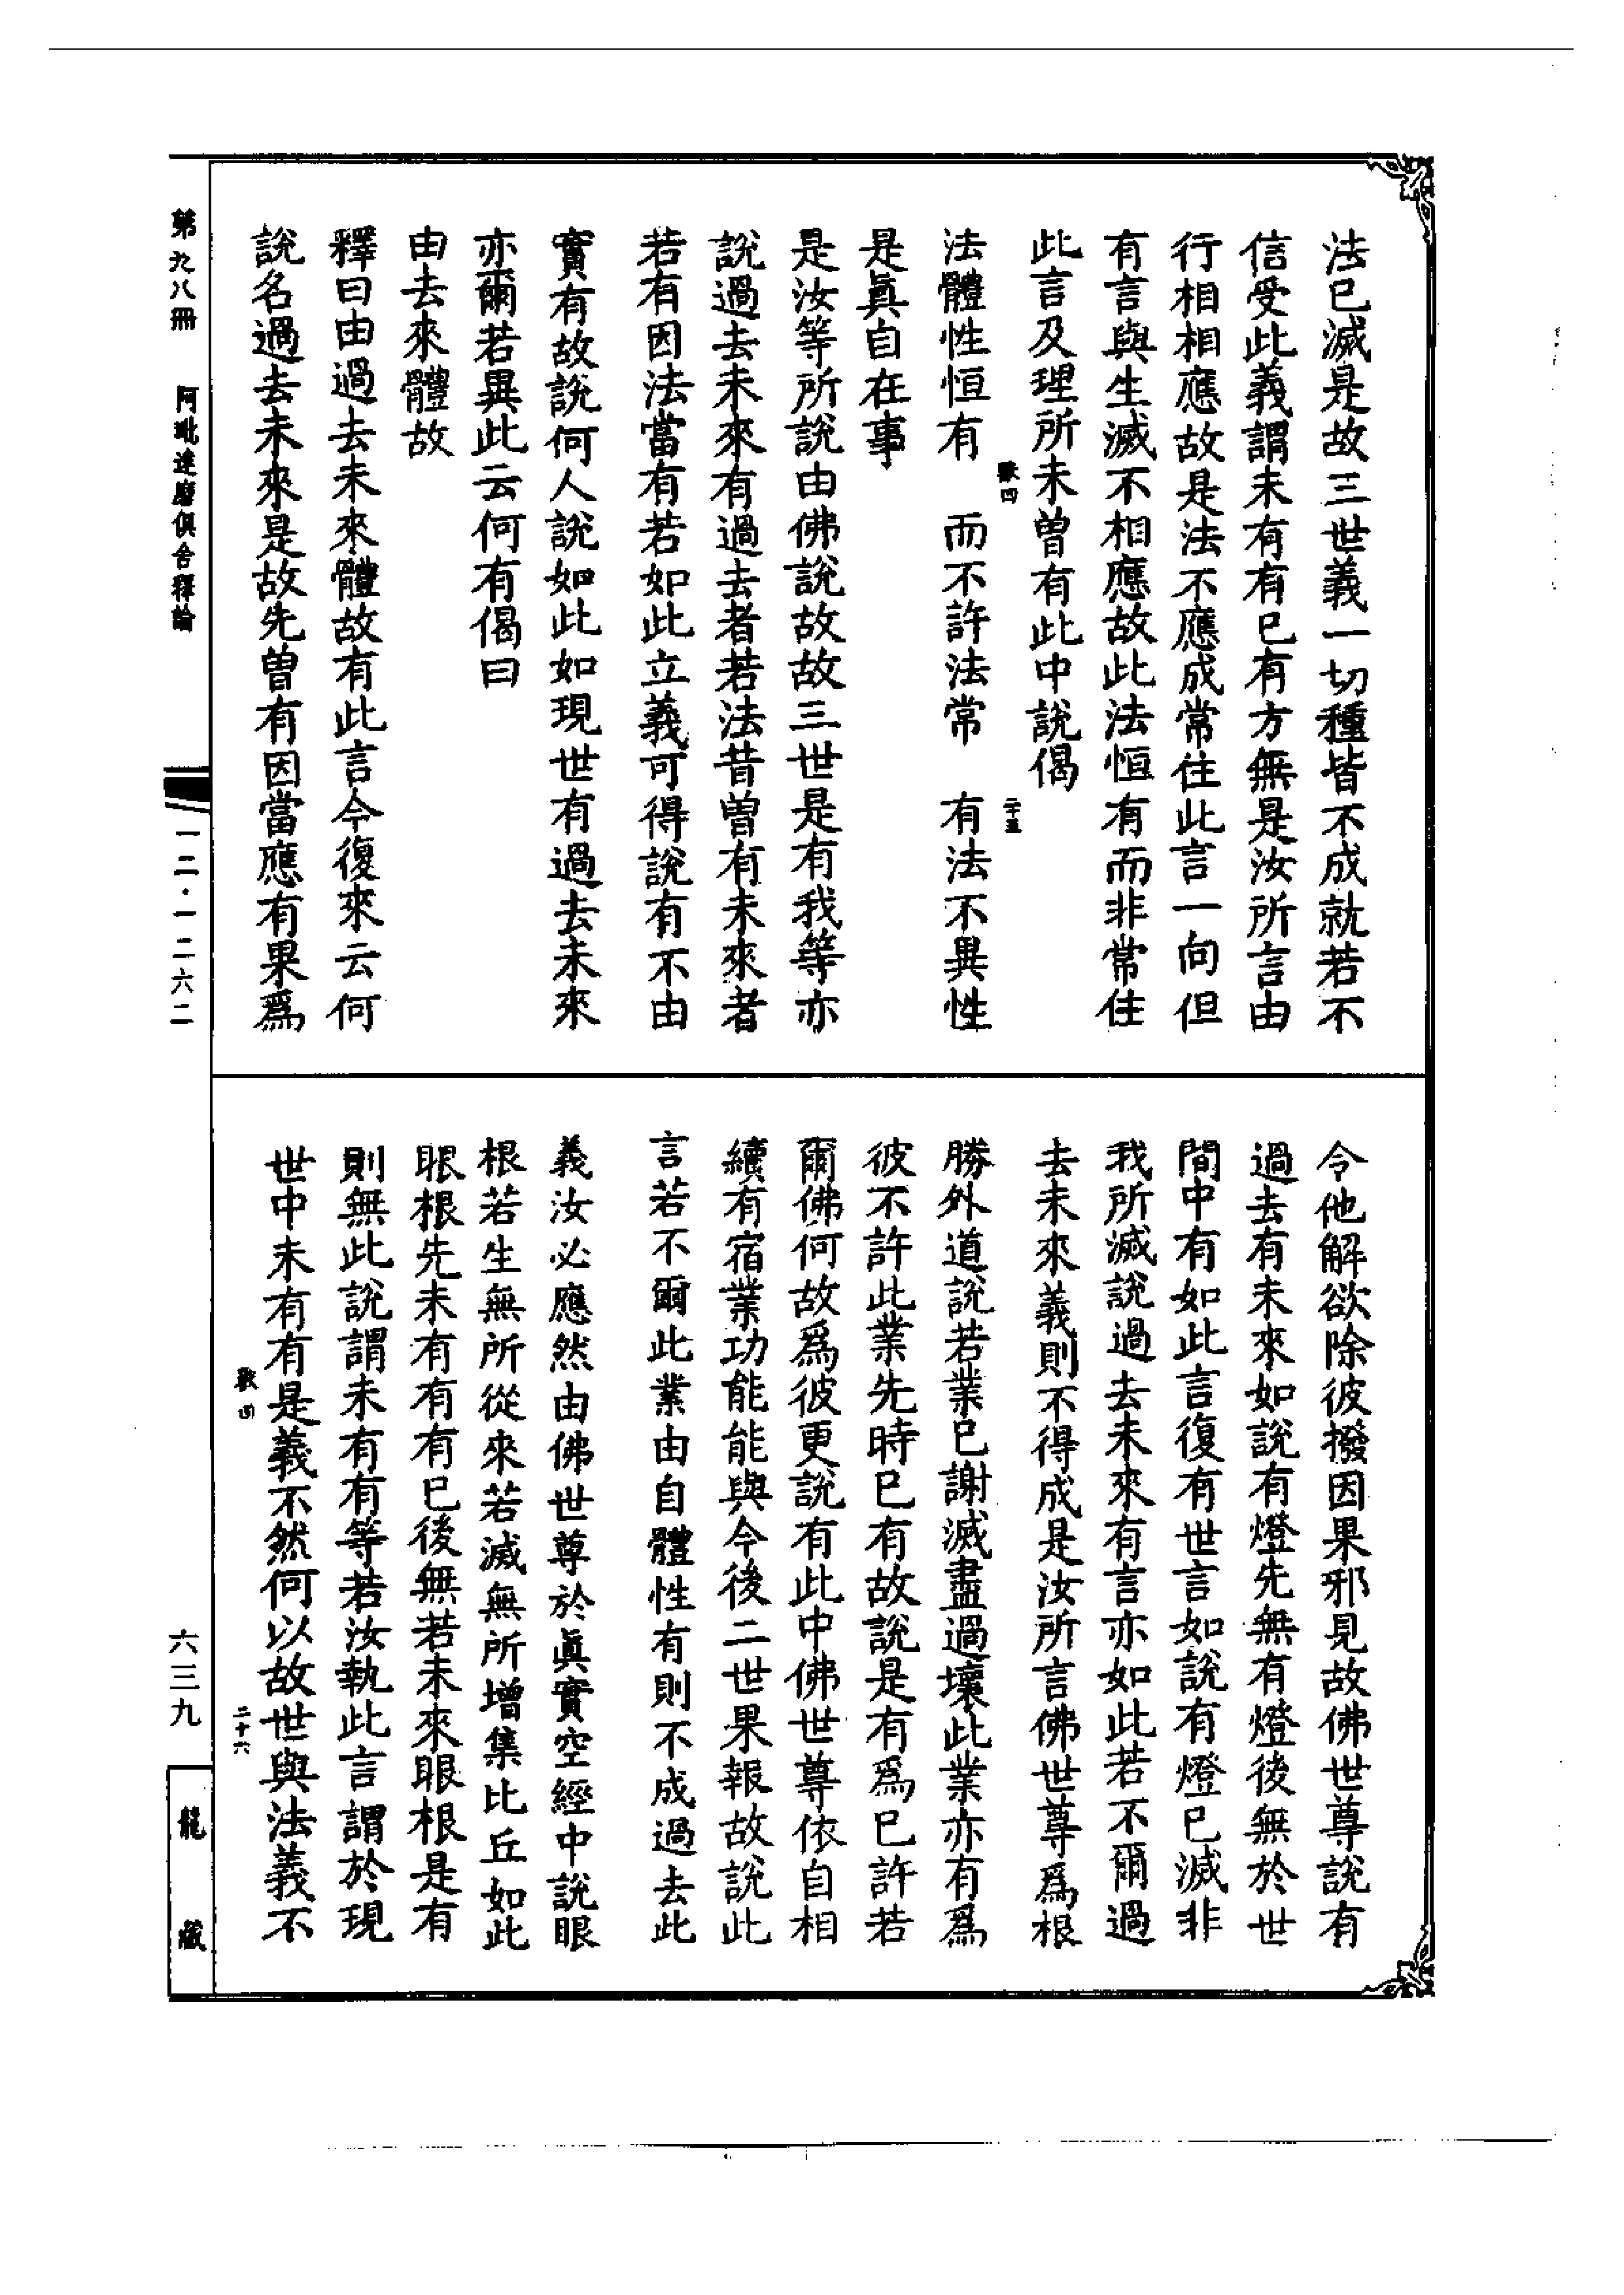 法已滅是故三世義一切種皆不成就若不
信受此義謂未有有已有方無是汝所言由
行相相應故是法不應成常住此言一向但
有言與生滅不相應故此法恒有而非常住
此言及理所未曾有此中說偈
法體性恒有　而不許法常　有法不異性
是眞自在事
是汝等所說由佛說故故三世是有我等亦
說過去未來有過去者若法昔曾有未來者
若有因法當有若如此立義可得說有不由
實有故說何人說如此如現世有過去未來
亦爾若異此云何有偈曰
由去來體故
釋曰由過去未來體故有此言今復來云何
說名過去未來是故先曾有因當應有果爲
令他解欲除彼撥因果邪見故佛世尊說有
過去有未來如說有燈先無有燈後無於世
間中有如此言復有世言如說有燈已滅非
我所滅說過去未來有言亦如此若不爾過
去未來義則不得成是汝所言佛世尊爲根
勝外道說若業已謝滅盡過壞此業亦有爲
彼不許此業先時已有故說是有爲已許若
爾佛何故爲彼更說有此中佛世尊依自相
續有宿業功能能與今後二世果報故說此
言若不爾此業由自體性有則不成過去此
義汝必應然由佛世尊於眞實空經中說眼
根若生無所從來若滅無所增集比丘如此
眼根先未有有有已後無若未來眼根是有
則無此說謂未有有等若汝執此言謂於現
世中未有有是義不然何以故世與法義不
第九八冊　阿毗達磨俱舍釋論
一二·一二六二
六三九
龍藏
四
二十五
四
二十六